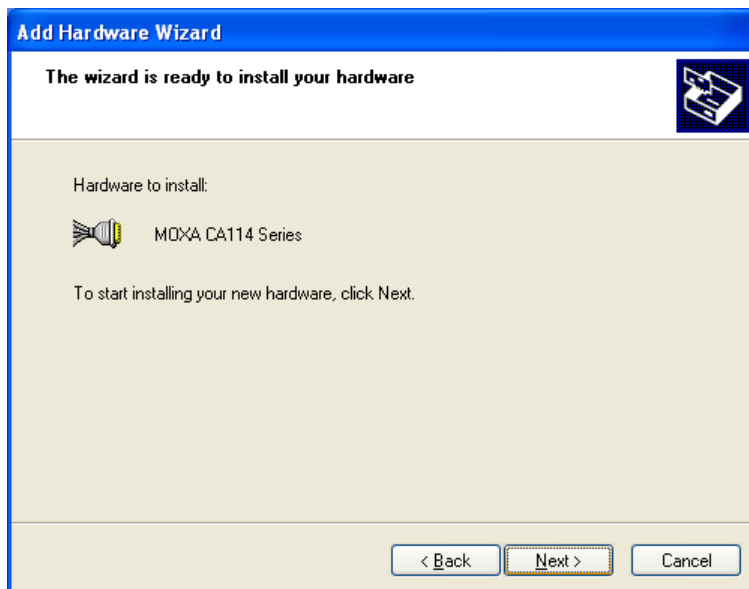 Add Hardware Wizard
The wizard is ready to install your hardware
Hardware to install:
MOXA CA114 Series
To start installing your new hardware, click Next.
< Back
Next >
Cancel